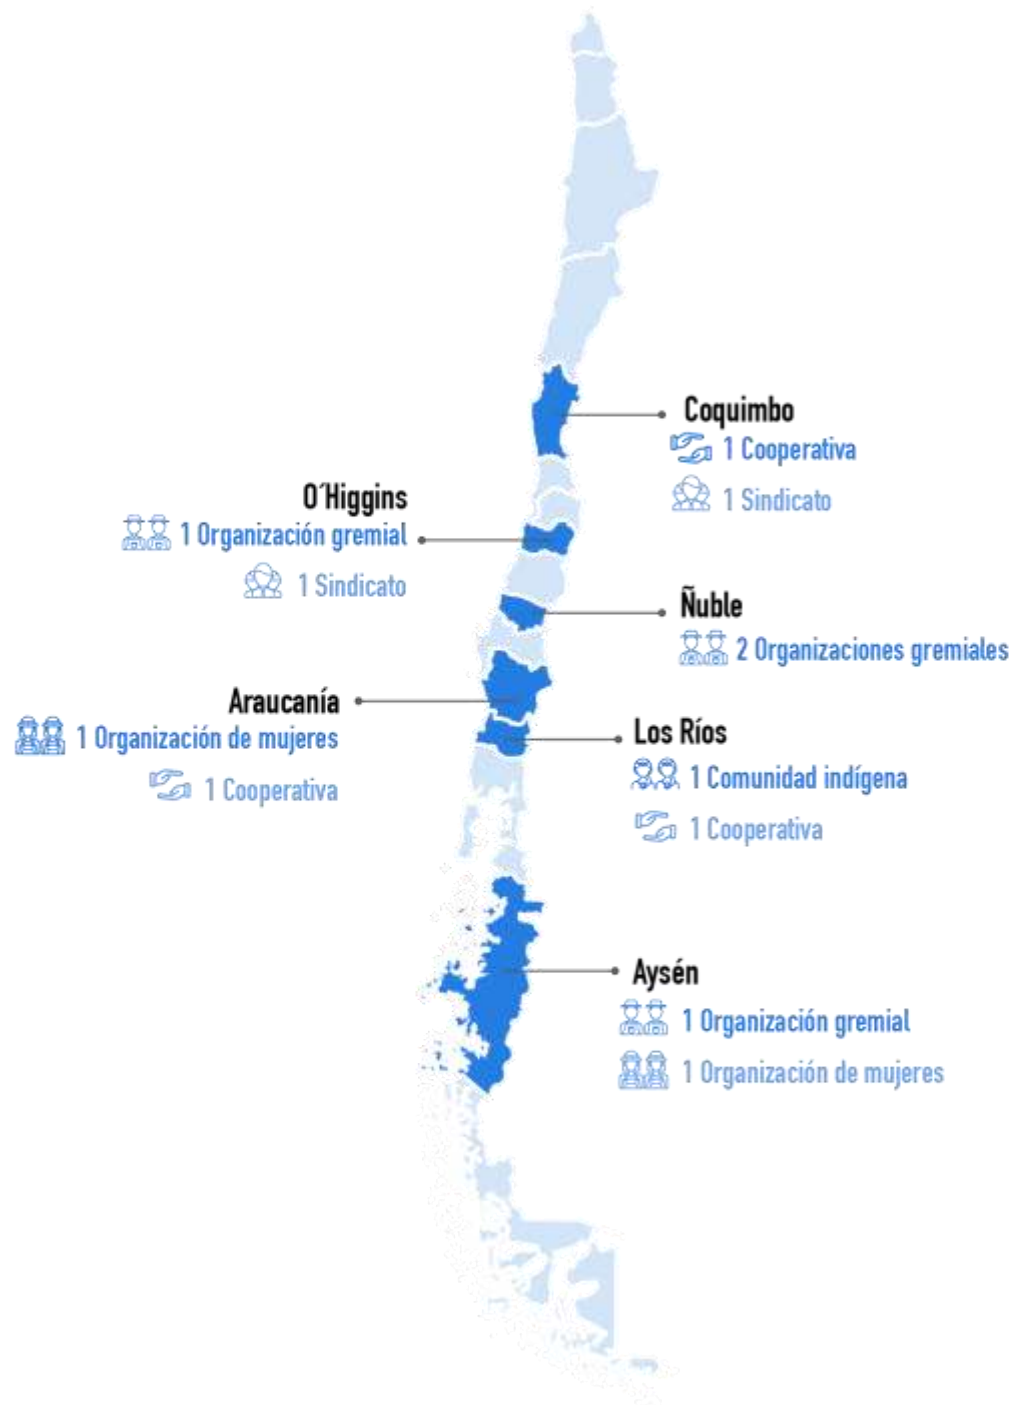 Coquimbo
1 Cooperativa
1 Sindicato
O´Higgins
1 Organización gremial
1 Sindicato
Ñuble
2 Organizaciones gremiales
Araucanía
1 Organización de mujeres
1 Cooperativa
Los Ríos
1 Comunidad indígena
1 Cooperativa
Aysén
1 Organización gremial
1 Organización de mujeres